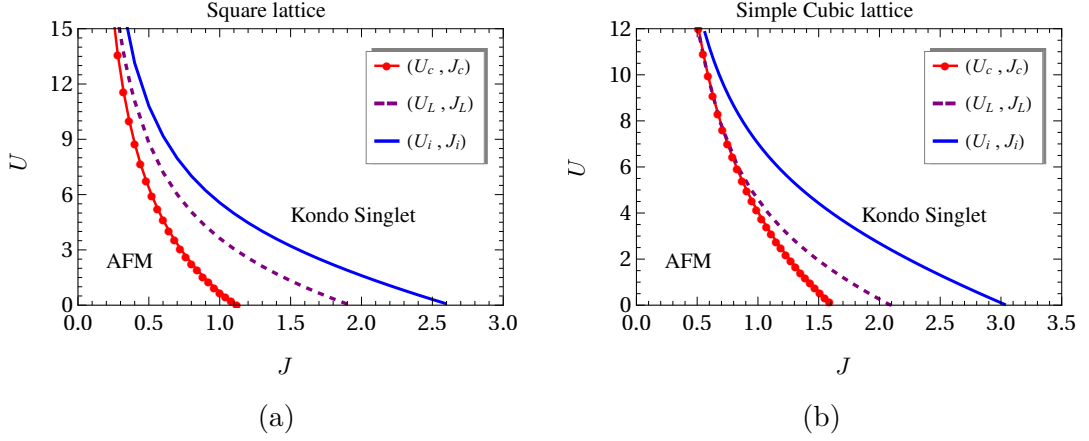 Square lattice
U
15
12
9
6
3
0
(U_c , J_c)
(U_L , J_L)
(U_i , J_i)
Kondo Singlet
AFM
0.0 0.5 1.0 1.5 2.0 2.5 3.0
J
(a)
Simple Cubic lattice
U
12
10
8
6
4
2
0
(U_c , J_c)
(U_L , J_L)
(U_i , J_i)
Kondo Singlet
AFM
0.0 0.5 1.0 1.5 2.0 2.5 3.0 3.5
J
(b)